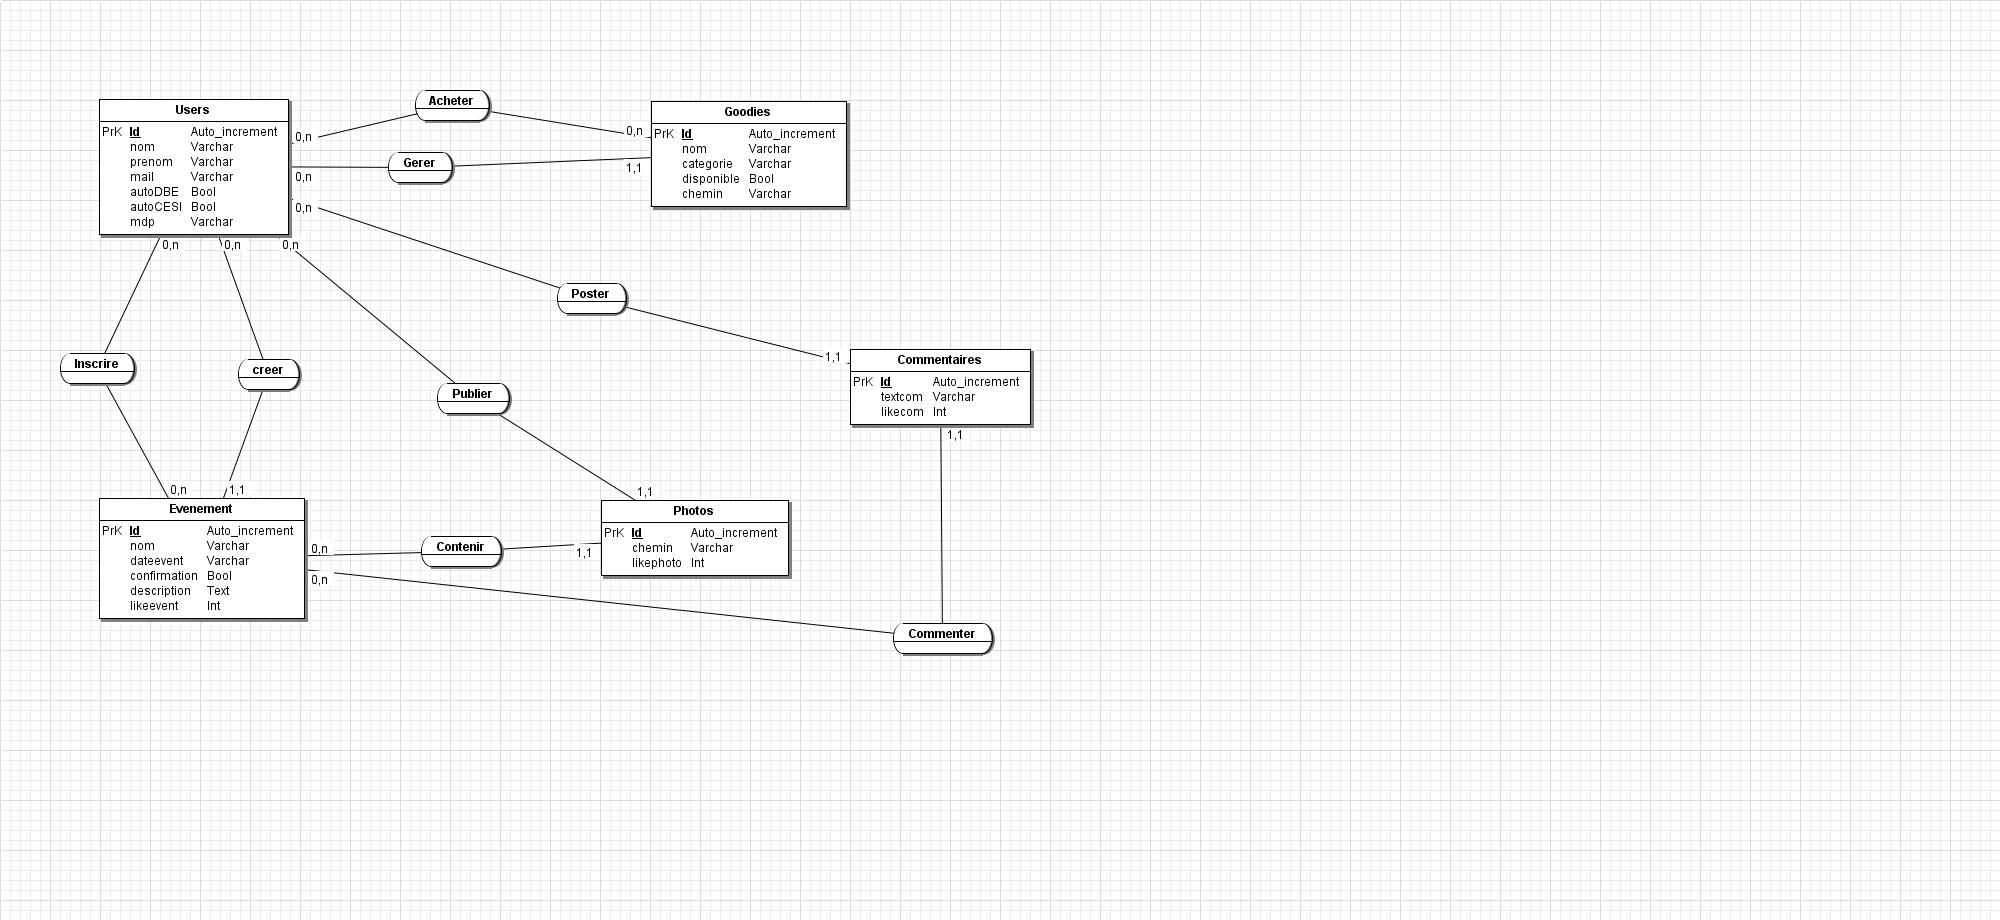 Users
PrK Id Auto_increment
nom Varchar
prenom Varchar
mail Varchar
autoDBE Bool
autoCESI Bool
mdp Varchar
Acheter
0,n
0,n
Gerer
0,n
1,1
Goodies
PrK Id Auto_increment
nom Varchar
categorie Varchar
disponible Bool
chemin Varchar
0,n
Poster
1,1
0,n
0,n
0,n
Inscrire
creer
Publier
0,n
1,1
1,1
Commentaires
PrK Id Auto_increment
textcom Varchar
likecom Int
1,1
Evenement
PrK Id Auto_increment
nom Varchar
dateevent Varchar
confirmation Bool
description Text
likeevent Int
0,n
Contenir
1,1
Photos
PrK Id Auto_increment
chemin Varchar
likephoto Int
0,n
Commenter